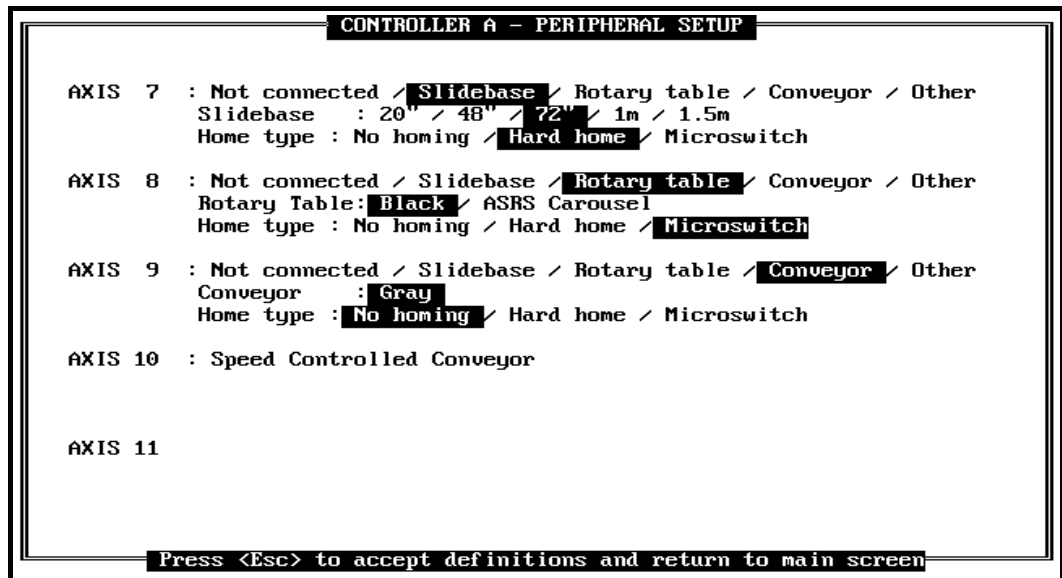 CONTROLLER A - PERIPHERAL SETUP
AXIS 7 : Not connected / Slidebase / Rotary table / Conveyor / Other
Slidebase : 20" / 48" / 72" / 1m / 1.5m
Home type : No homing / Hard home / Microswitch
AXIS 8 : Not connected / Slidebase / Rotary table / Conveyor / Other
Rotary Table: Black / ASRS Carousel
Home type : No homing / Hard home / Microswitch
AXIS 9 : Not connected / Slidebase / Rotary table / Conveyor / Other
Conveyor : Gray
Home type : No homing / Hard home / Microswitch
AXIS 10 : Speed Controlled Conveyor
AXIS 11
Press <Esc> to accept definitions and return to main screen